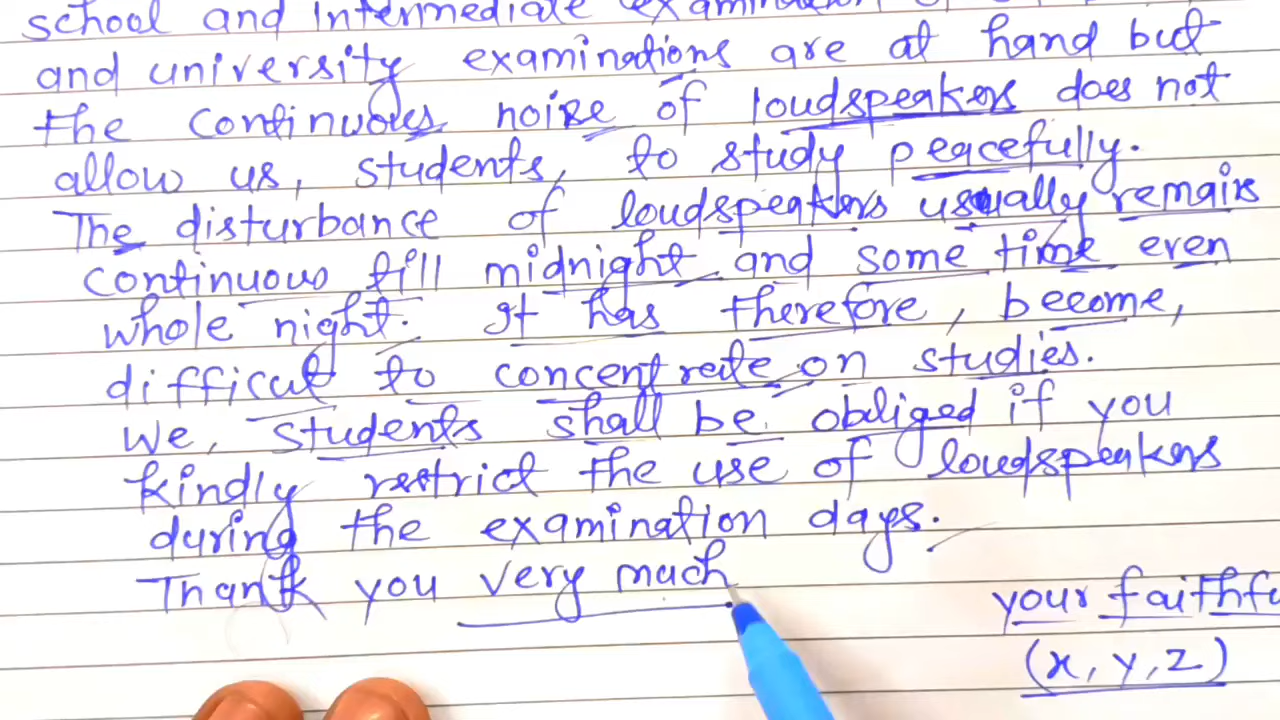 school and intermediate examination of
and university examinations are at hand but
the continuous noise of loudspeakers does not
allow us, students, to study peacefully.
The disturbance of loudspeakers usually remains
continuous till midnight and some time even
whole night. It has therefore, become,
difficult to concentrate on studies.
We, students shall be obliged if you
kindly restrict the use of loudspeakers
during the examination days.
Thank you very much
your faithfu
(x, y, z)